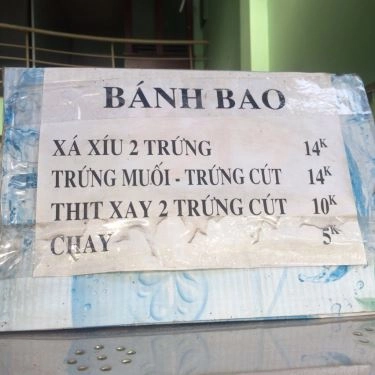 BÁNH BAO
XÁ XÍU 2 TRỨNG 14K
TRỨNG MUỐI - TRỨNG CÚT 14K
THỊT XAY 2 TRỨNG CÚT 10K
CHAY 5K